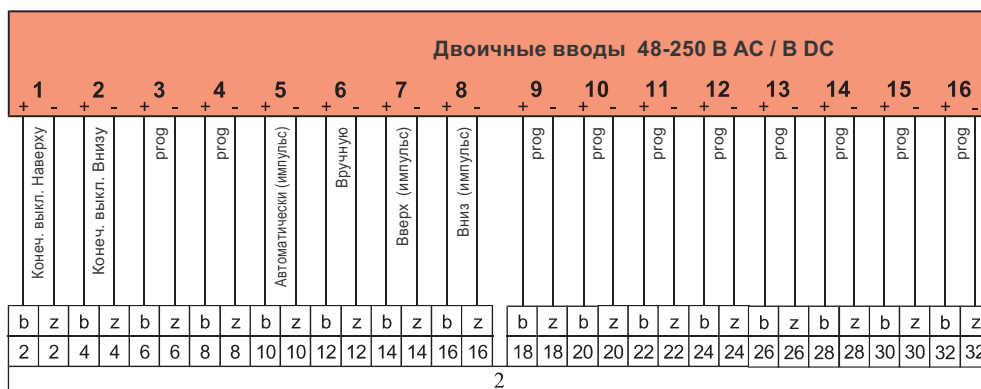 Двоичные вводы 48-250 В AC / В DC
1 2 3 4 5 6 7 8 9 10 11 12 13 14 15 16
+ - + - + - + - + - + - + - + - + - + - + - + - + - + - + - + -
Конеч. выкл. Наверху
Конеч. выкл. Внизу
prog
prog
Автоматически (импульс)
Вручную
Вверх (импульс)
Вниз (импульс)
prog
prog
prog
prog
prog
prog
prog
prog
b z b z b z b z b z b z b z b z b z b z b z b z b z b z b z b z
2 2 4 4 6 6 8 8 10 10 12 12 14 14 16 16 18 18 20 20 22 22 24 24 26 26 28 28 30 30 32 32
2